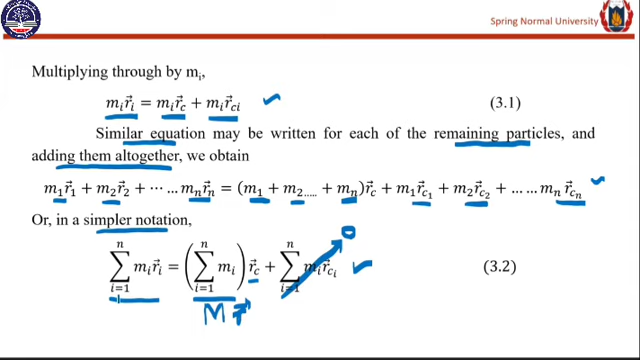 Spring Normal University
Multiplying through by mᵢ,
mᵢr⃗ᵢ = mᵢr⃗c + mᵢr⃗ci (3.1)
Similar equation may be written for each of the remaining particles, and
adding them altogether, we obtain
m₁r⃗₁ + m₂r⃗₂ + ⋯ … mₙr⃗ₙ = (m₁ + m₂..... + mₙ)r⃗c + m₁r⃗c₁ + m₂r⃗c₂ + … … mₙ r⃗cₙ
Or, in a simpler notation,
∑ᵢ₌₁ⁿ mᵢr⃗ᵢ = (∑ᵢ₌₁ⁿ mᵢ) r⃗c + ∑ᵢ₌₁ⁿ mᵢr⃗cᵢ 0 (3.2)
M r⃗